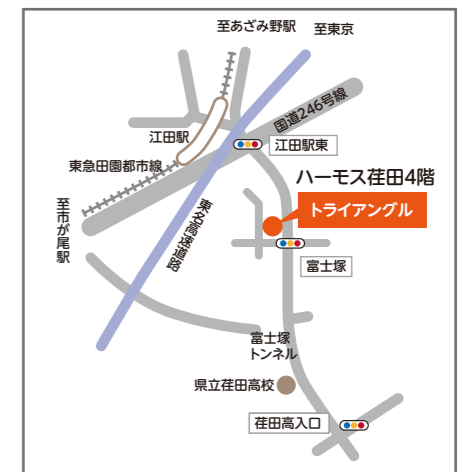 至あざみ野駅
至東京
国道246号線
江田駅
江田駅東
東急田園都市線
ハーモス荏田4階
トライアングル
至市が尾駅
東名高速道路
富士塚
富士塚
トンネル
県立荏田高校
荏田高入口